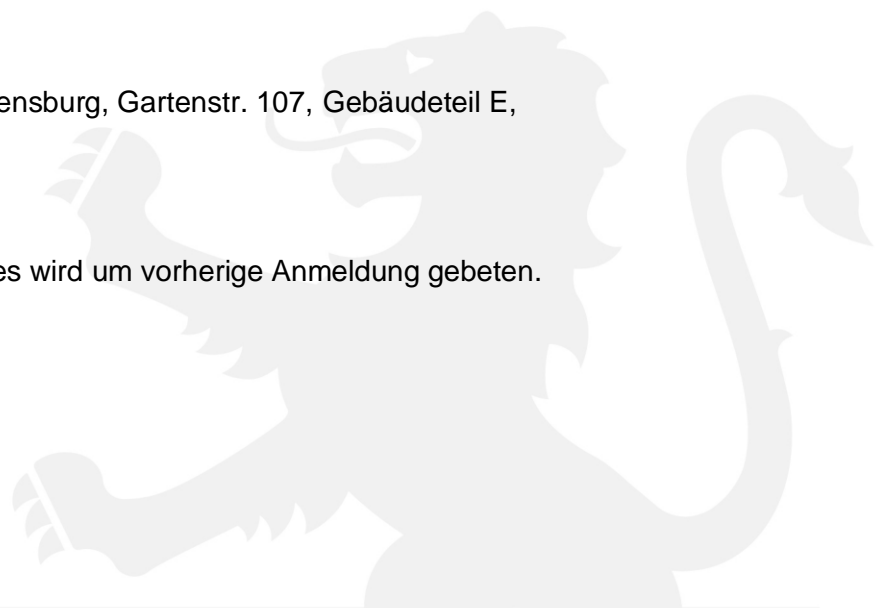 ensburg, Gartenstr. 107, Gebäudeteil E,
es wird um vorherige Anmeldung gebeten.